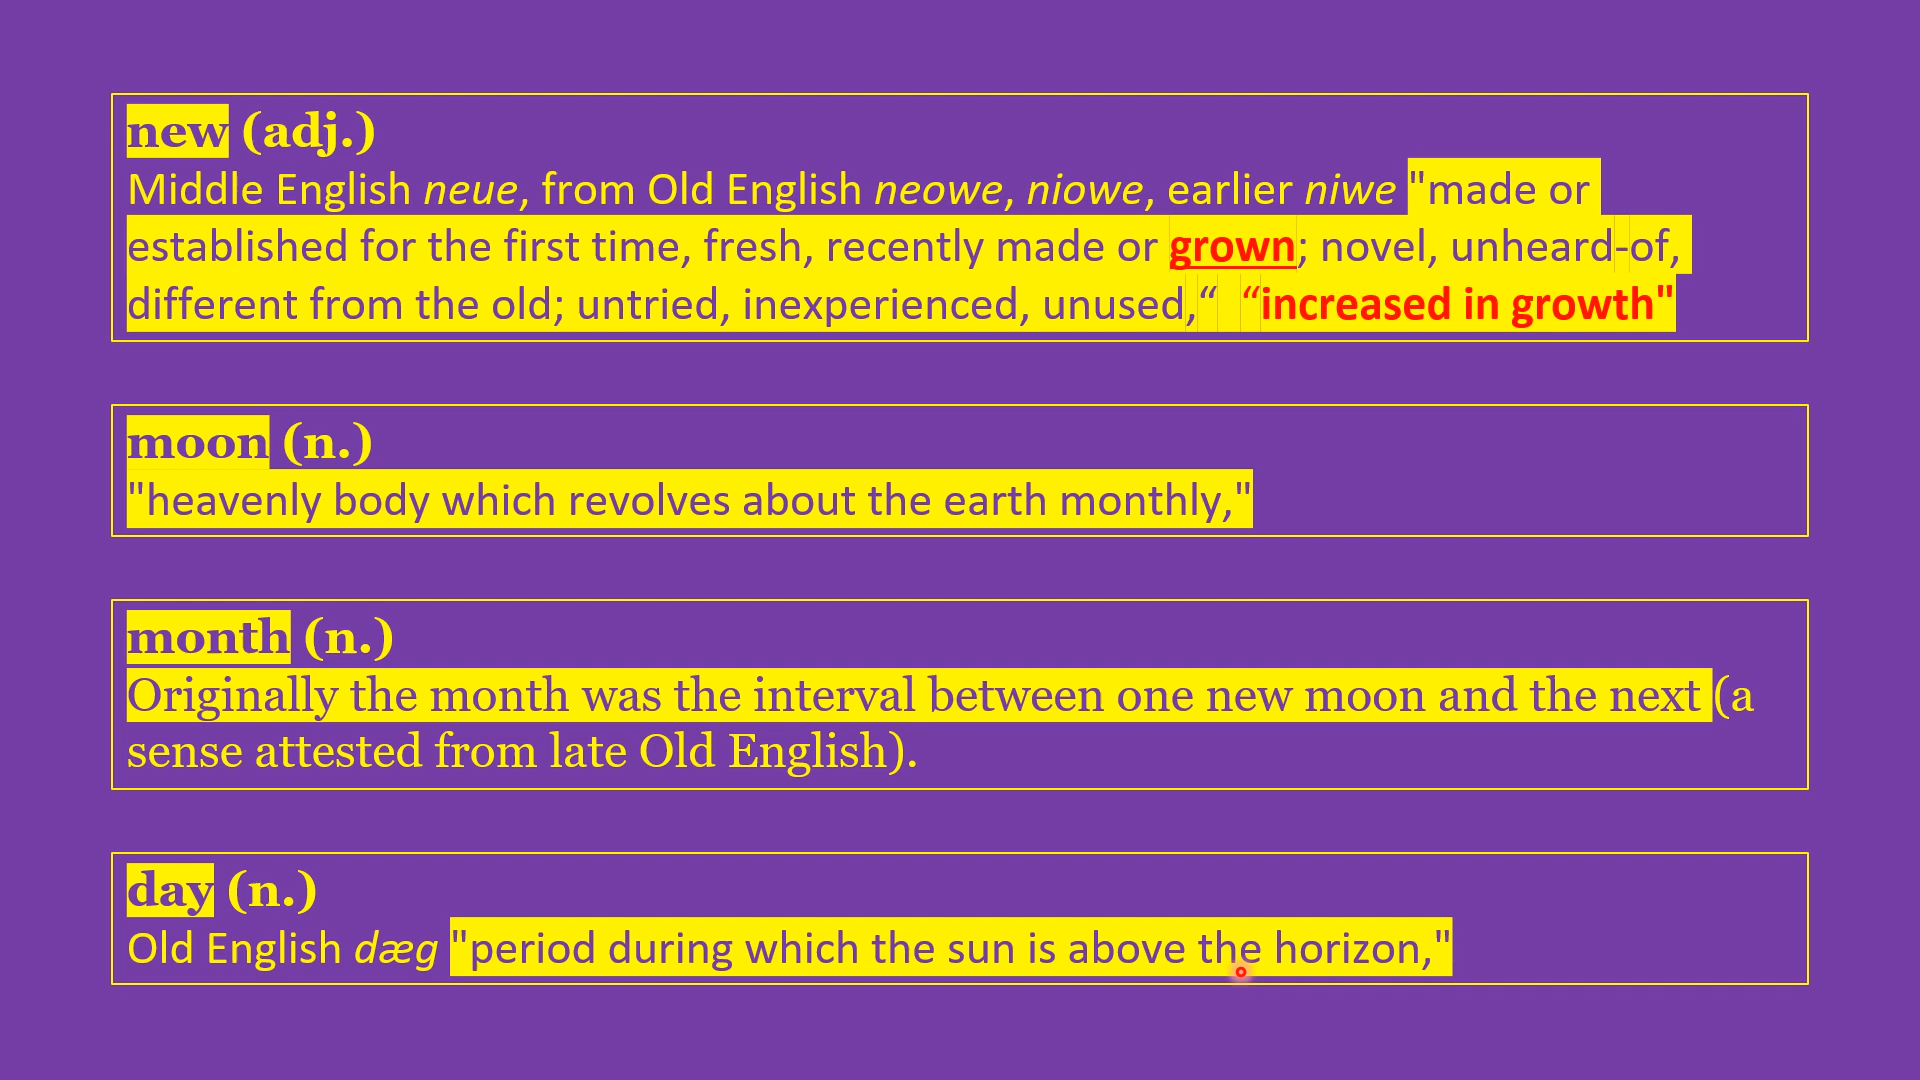 new (adj.)
Middle English neue, from Old English neowe, niowe, earlier niwe "made or
established for the first time, fresh, recently made or grown; novel, unheard-of,
different from the old; untried, inexperienced, unused,“ “increased in growth"
moon (n.)
"heavenly body which revolves about the earth monthly,"
month (n.)
Originally the month was the interval between one new moon and the next (a
sense attested from late Old English).
day (n.)
Old English dæg "period during which the sun is above the horizon,"